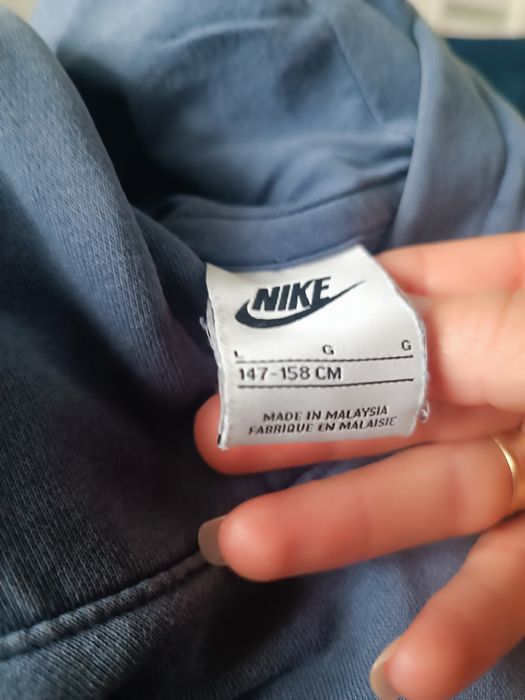 NIKE
L G G
147-158 CM
MADE IN MALAYSIA
FABRIQUE EN MALAISIE